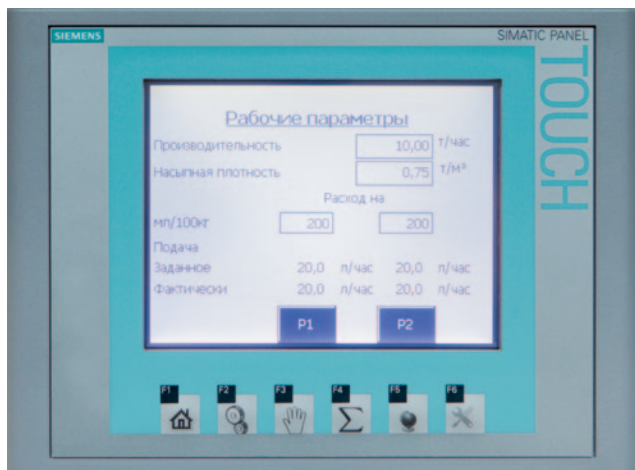 SIEMENS
SIMATIC PANEL
TOUCH
Рабочие параметры
Производительность 10,00 т/час
Насыпная плотность 0,75 т/м³
Расход на
мл/100кг 200 200
Подача
Заданное 20,0 л/час 20,0 л/час
Фактически 20,0 л/час 20,0 л/час
P1 P2
F1 F2 F3 F4 F5 F6